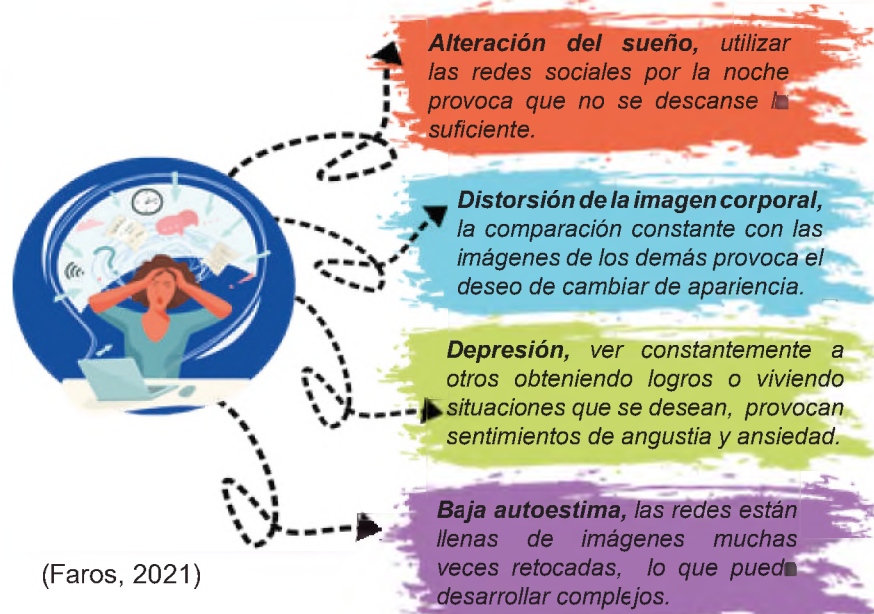 Alteración del sueño, utilizar
las redes sociales por la noche
provoca que no se descanse lo
suficiente.
Distorsión de la imagen corporal,
la comparación constante con las
imágenes de los demás provoca el
deseo de cambiar de apariencia.
Depresión, ver constantemente a
otros obteniendo logros o viviendo
situaciones que se desean, provocan
sentimientos de angustia y ansiedad.
Baja autoestima, las redes están
llenas de imágenes muchas
veces retocadas, lo que puede
desarrollar complejos.
(Faros, 2021)